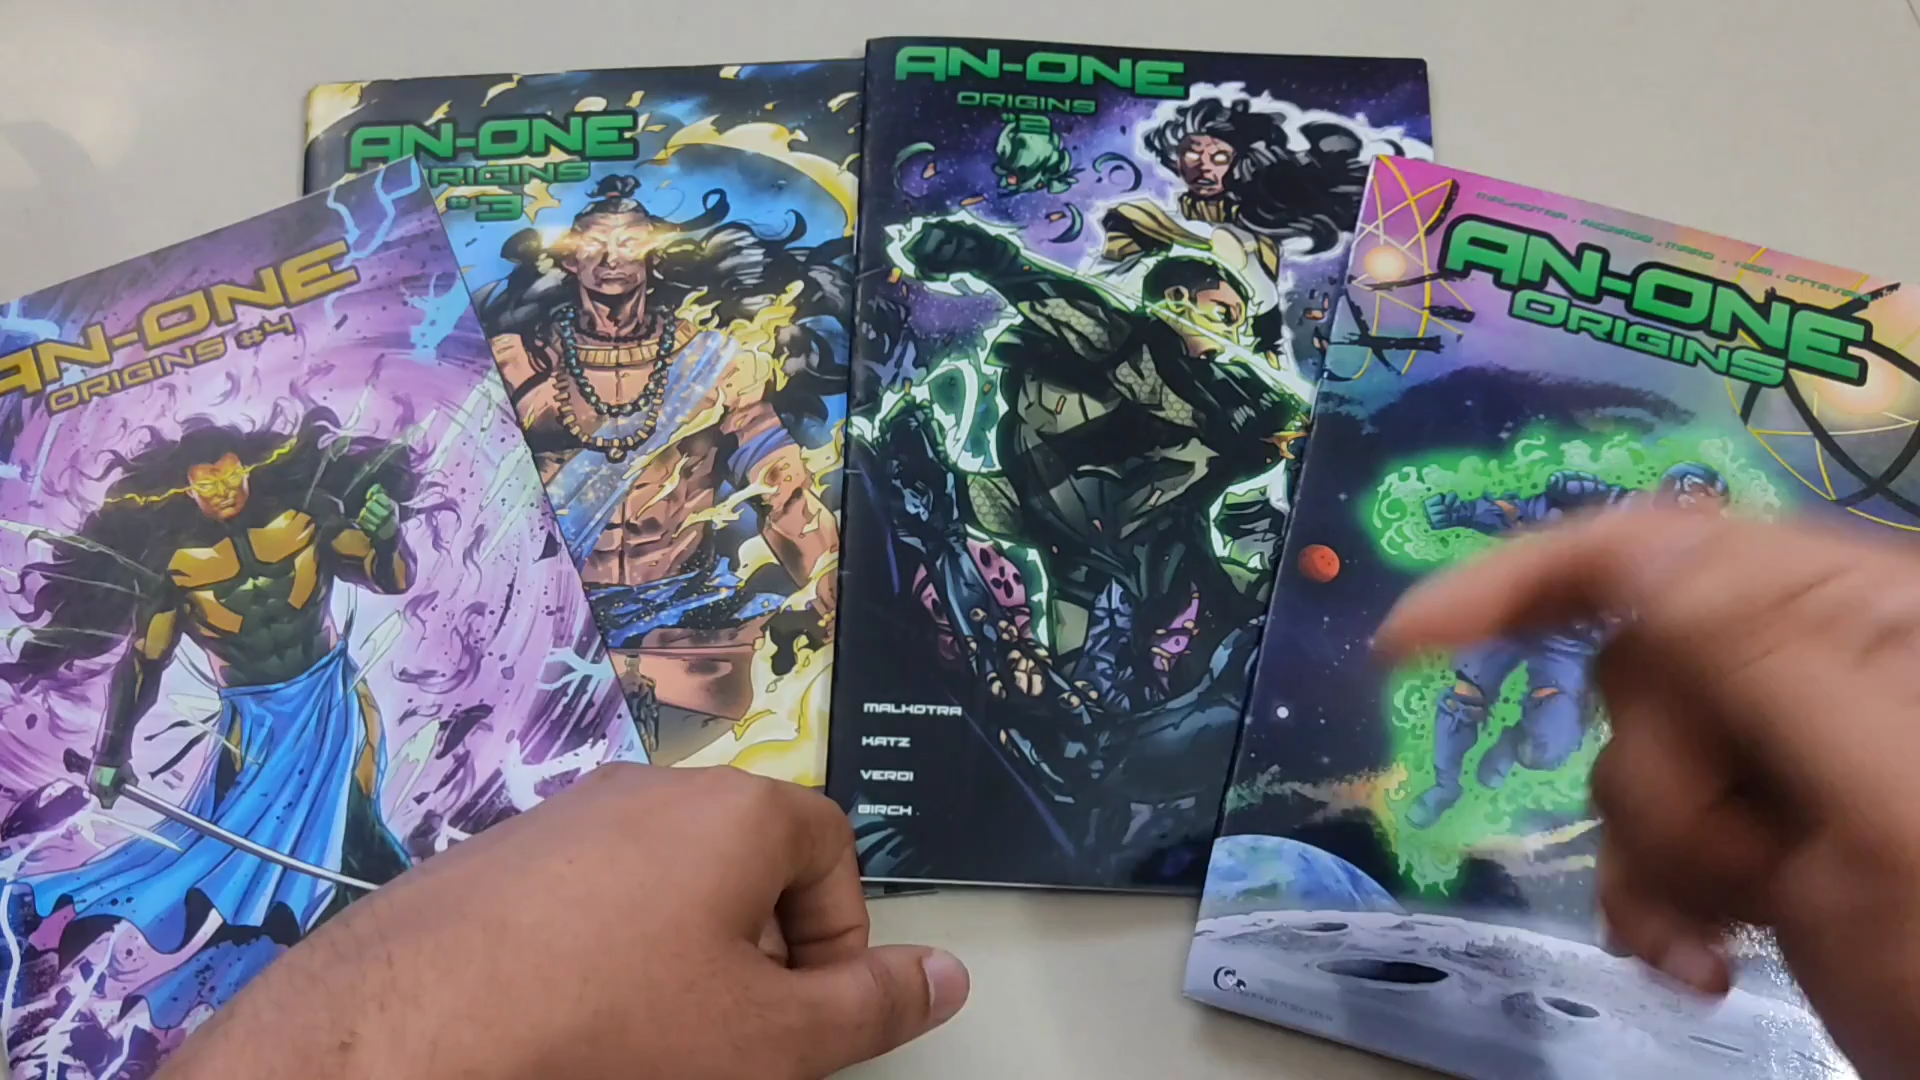 AN-ONE
ORIGINS #4
AN-ONE
ORIGINS
#3
AN-ONE
ORIGINS
#2
MALHOTRA
KATZ
VERDI
BIRCH
AN-ONE
ORIGINS